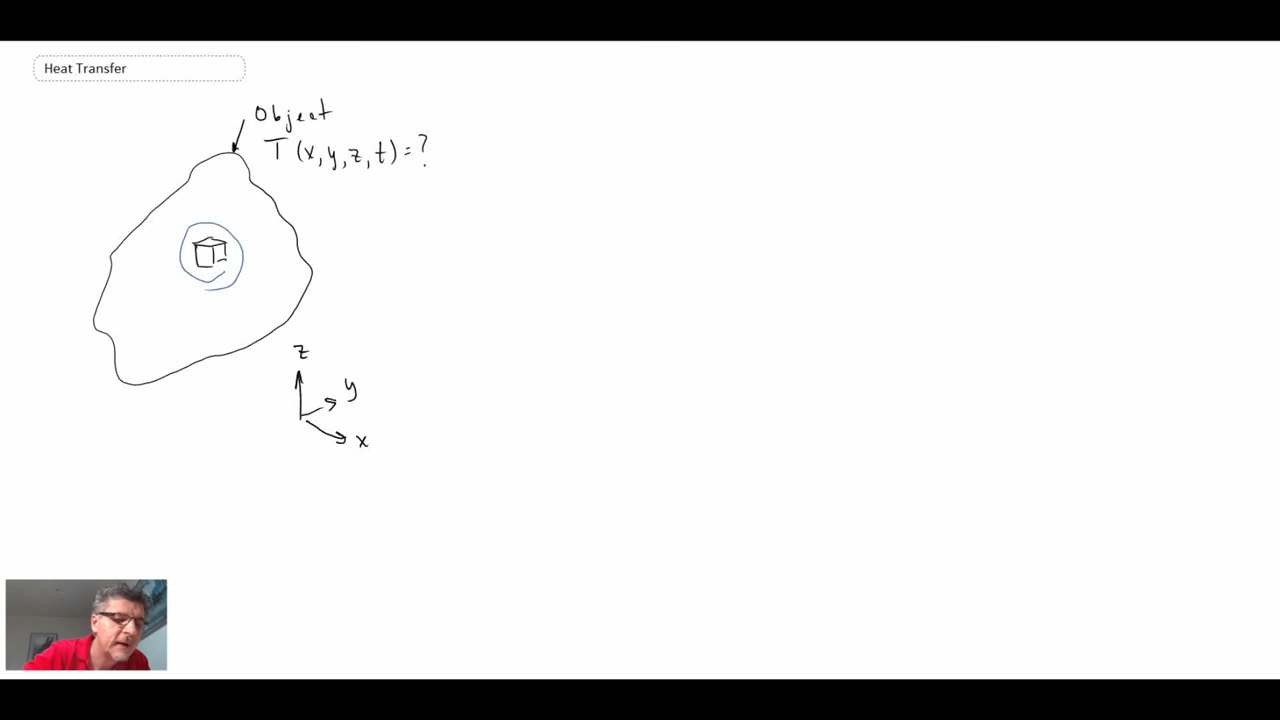 Heat Transfer
Object
T(x,y,z,t)=?
z
y
x